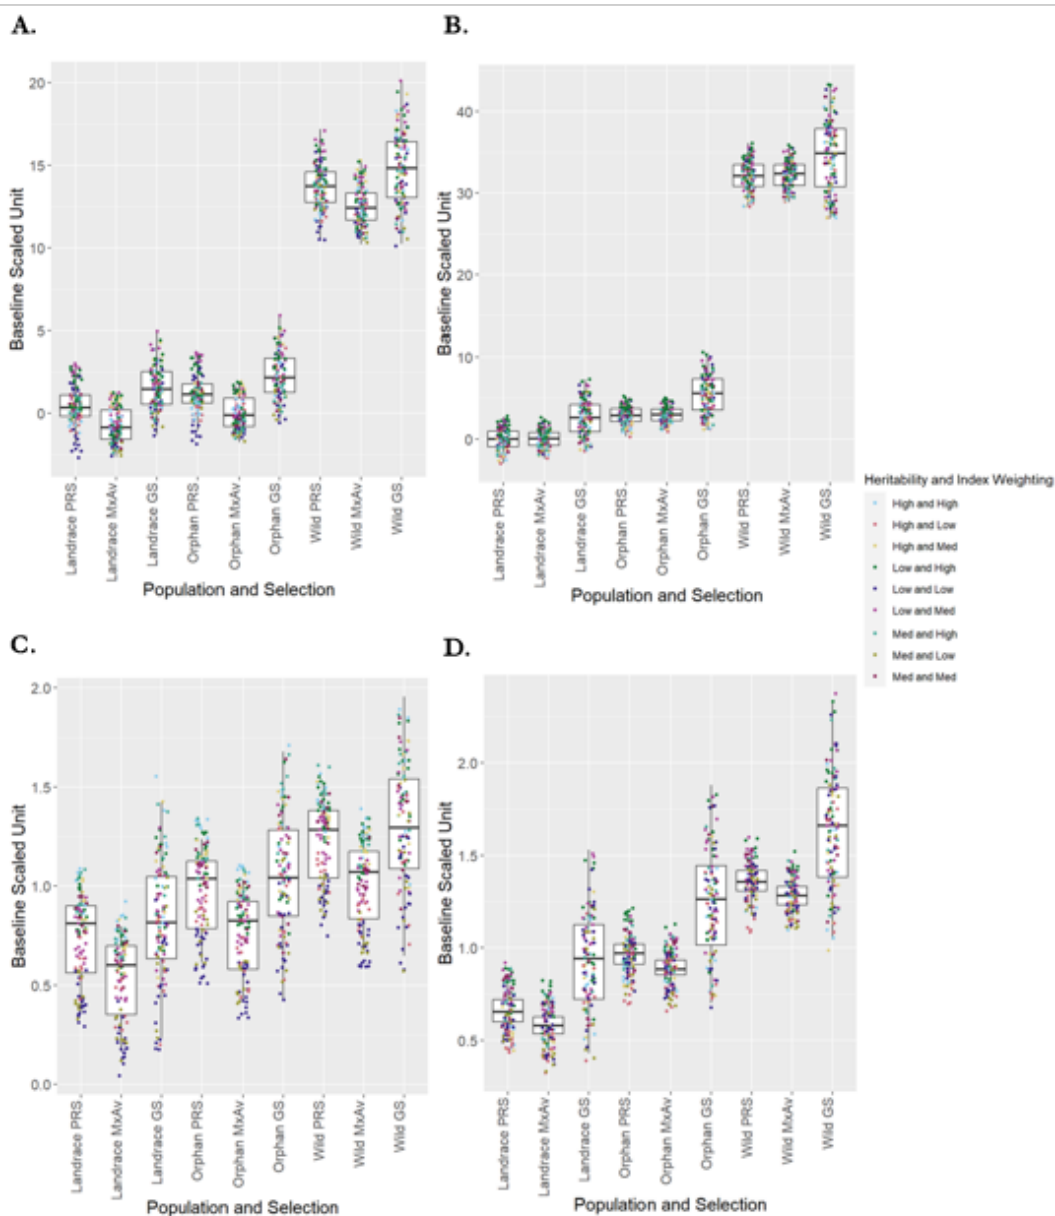 A.
20
15
10
5
0
Baseline Scaled Unit
Landrace PRS
Landrace MxAv
Landrace GS
Orphan PRS
Orphan MxAv
Orphan GS
Wild PRS
Wild MxAv
Wild GS
Population and Selection
B.
40
30
20
10
0
Baseline Scaled Unit
Landrace PRS
Landrace MxAv
Landrace GS
Orphan PRS
Orphan MxAv
Orphan GS
Wild PRS
Wild MxAv
Wild GS
Population and Selection
Heritability and Index Weighting
High and High
High and Low
High and Med
Low and High
Low and Low
Low and Med
Med and High
Med and Low
Med and Med
C.
2.0
1.5
1.0
0.5
0.0
Baseline Scaled Unit
Landrace PRS
Landrace MxAv
Landrace GS
Orphan PRS
Orphan MxAv
Orphan GS
Wild PRS
Wild MxAv
Wild GS
Population and Selection
D.
2.0
1.5
1.0
0.5
Baseline Scaled Unit
Landrace PRS
Landrace MxAv
Landrace GS
Orphan PRS
Orphan MxAv
Orphan GS
Wild PRS
Wild MxAv
Wild GS
Population and Selection